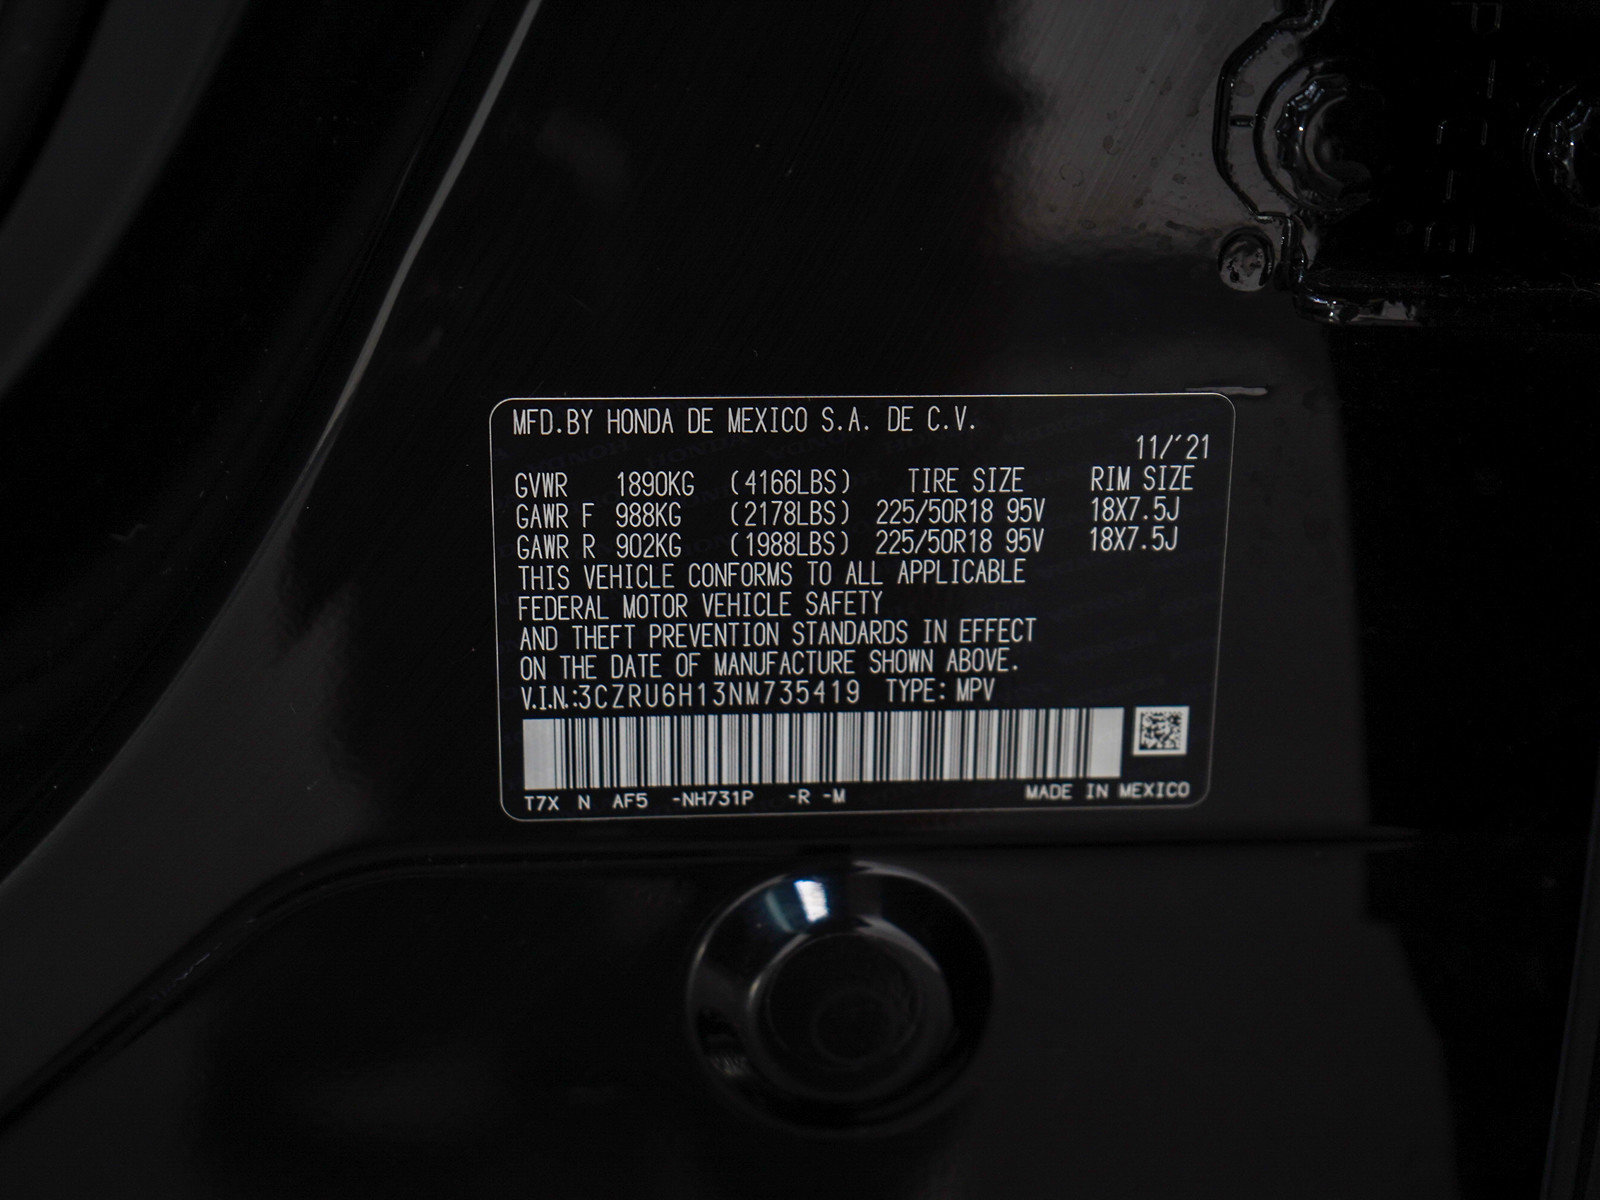 MFD.BY HONDA DE MEXICO S.A. DE C.V.
11/'21
GVWR 1890KG (4166LBS) TIRE SIZE RIM SIZE
GAWR F 988KG (2178LBS) 225/50R18 95V 18X7.5J
GAWR R 902KG (1988LBS) 225/50R18 95V 18X7.5J
THIS VEHICLE CONFORMS TO ALL APPLICABLE
FEDERAL MOTOR VEHICLE SAFETY
AND THEFT PREVENTION STANDARDS IN EFFECT
ON THE DATE OF MANUFACTURE SHOWN ABOVE.
V.I.N.:3CZRU6H13NM735419 TYPE: MPV
T7X N AF5 -NH731P -R -M MADE IN MEXICO